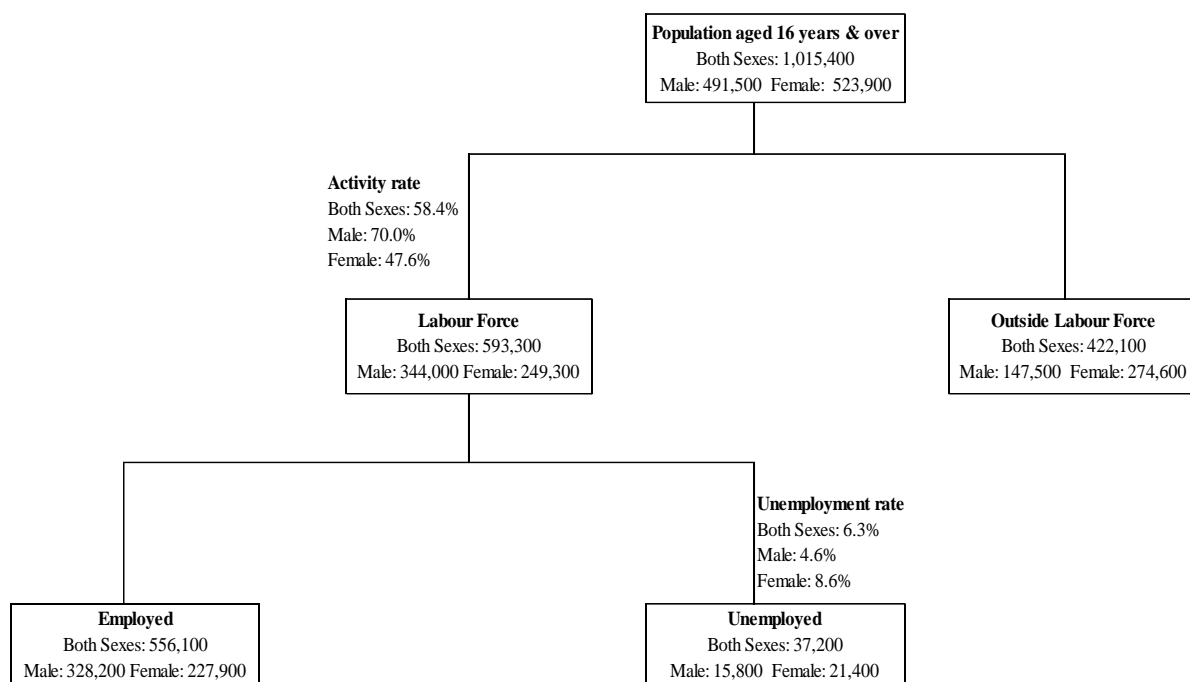 Population aged 16 years & over
Both Sexes: 1,015,400
Male: 491,500 Female: 523,900
Activity rate
Both Sexes: 58.4%
Male: 70.0%
Female: 47.6%
Labour Force
Both Sexes: 593,300
Male: 344,000 Female: 249,300
Outside Labour Force
Both Sexes: 422,100
Male: 147,500 Female: 274,600
Unemployment rate
Both Sexes: 6.3%
Male: 4.6%
Female: 8.6%
Employed
Both Sexes: 556,100
Male: 328,200 Female: 227,900
Unemployed
Both Sexes: 37,200
Male: 15,800 Female: 21,400